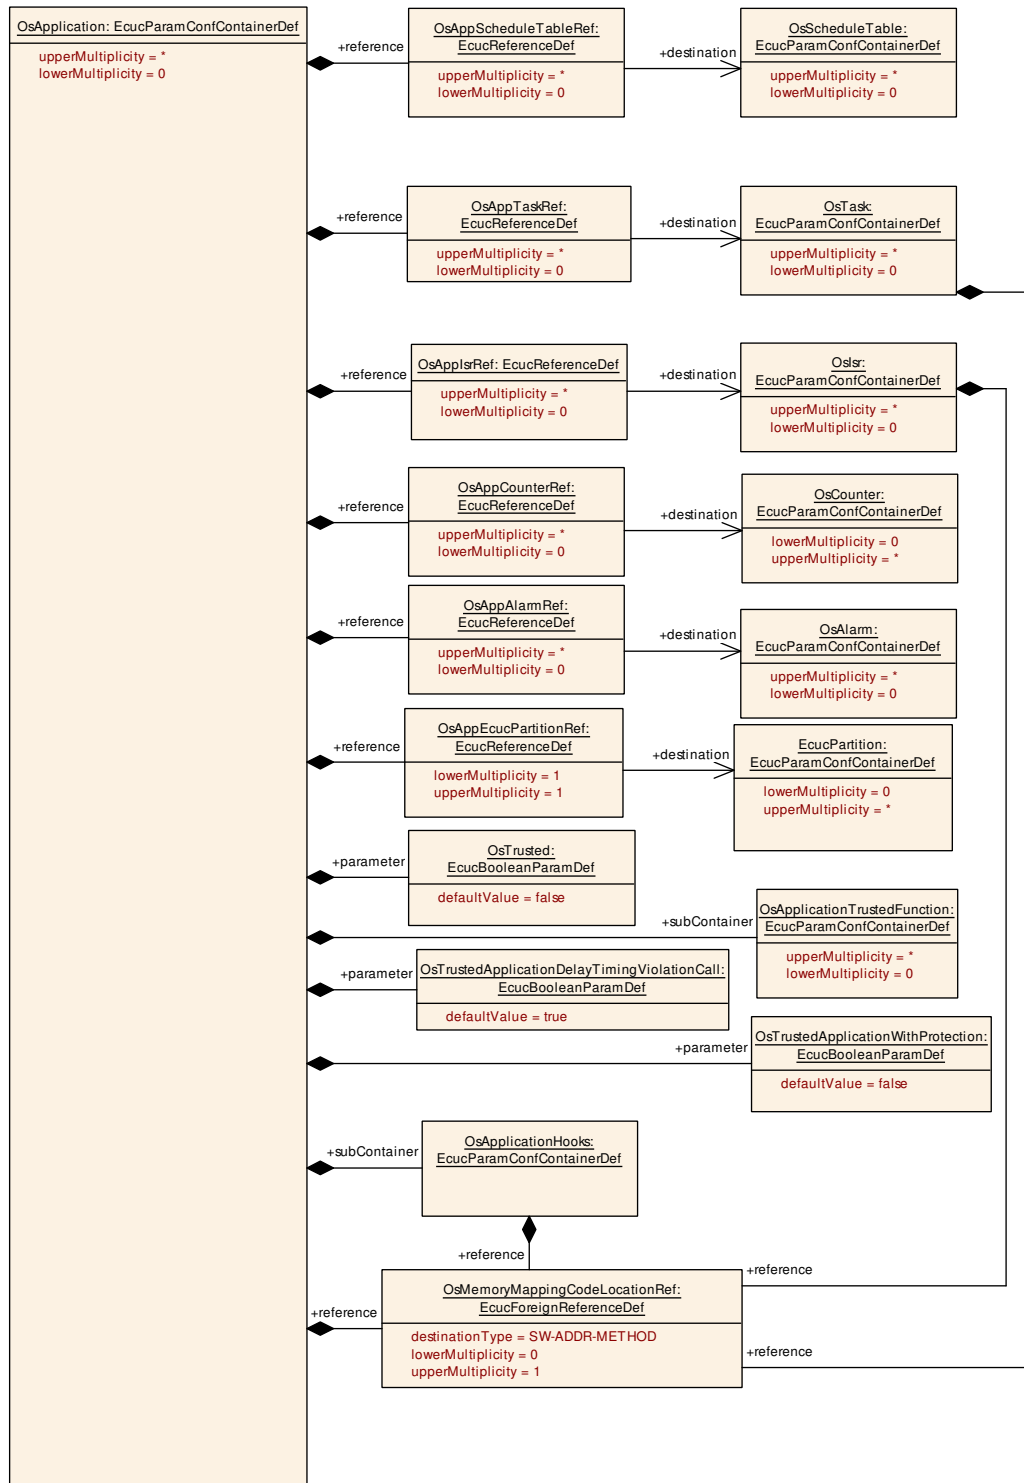 OsApplication: EcucParamConfContainerDef
upperMultiplicity = *
lowerMultiplicity = 0
+reference
OsAppScheduleTableRef:
EcucReferenceDef
upperMultiplicity = *
lowerMultiplicity = 0
+destination
OsScheduleTable:
EcucParamConfContainerDef
upperMultiplicity = *
lowerMultiplicity = 0
+reference
OsAppTaskRef:
EcucReferenceDef
upperMultiplicity = *
lowerMultiplicity = 0
+destination
OsTask:
EcucParamConfContainerDef
upperMultiplicity = *
lowerMultiplicity = 0
+reference
OsAppIsrRef: EcucReferenceDef
upperMultiplicity = *
lowerMultiplicity = 0
+destination
OsIsr:
EcucParamConfContainerDef
upperMultiplicity = *
lowerMultiplicity = 0
+reference
OsAppCounterRef:
EcucReferenceDef
upperMultiplicity = *
lowerMultiplicity = 0
+destination
OsCounter:
EcucParamConfContainerDef
lowerMultiplicity = 0
upperMultiplicity = *
+reference
OsAppAlarmRef:
EcucReferenceDef
upperMultiplicity = *
lowerMultiplicity = 0
+destination
OsAlarm:
EcucParamConfContainerDef
upperMultiplicity = *
lowerMultiplicity = 0
+reference
OsAppEcucPartitionRef:
EcucReferenceDef
lowerMultiplicity = 1
upperMultiplicity = 1
+destination
EcucPartition:
EcucParamConfContainerDef
lowerMultiplicity = 0
upperMultiplicity = *
+parameter
OsTrusted:
EcucBooleanParamDef
defaultValue = false
+subContainer
OsApplicationTrustedFunction:
EcucParamConfContainerDef
upperMultiplicity = *
lowerMultiplicity = 0
+parameter
OsTrustedApplicationDelayTimingViolationCall:
EcucBooleanParamDef
defaultValue = true
+parameter
OsTrustedApplicationWithProtection:
EcucBooleanParamDef
defaultValue = false
+subContainer
OsApplicationHooks:
EcucParamConfContainerDef
+reference
+reference
OsMemoryMappingCodeLocationRef:
EcucForeignReferenceDef
destinationType = SW-ADDR-METHOD
lowerMultiplicity = 0
upperMultiplicity = 1
+reference
+reference